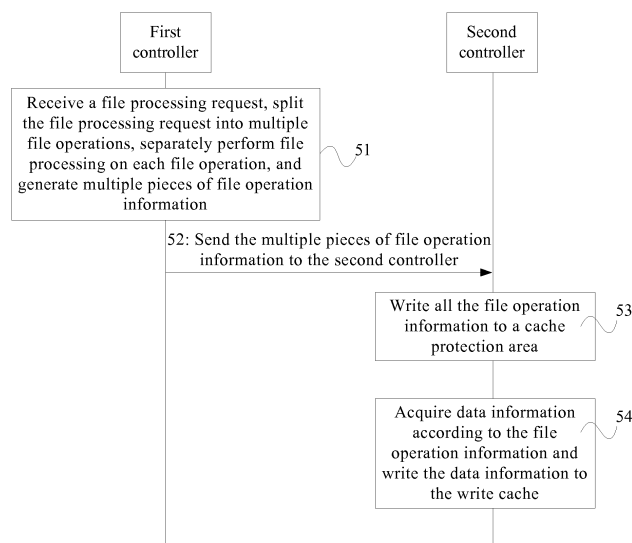 First
controller
Second
controller
Receive a file processing request, split
the file processing request into multiple
file operations, separately perform file
processing on each file operation, and
generate multiple pieces of file operation
information
51
52: Send the multiple pieces of file operation
information to the second controller
Write all the file operation
information to a cache
protection area
53
Acquire data information
according to the file
operation information and
write the data information to
the write cache
54